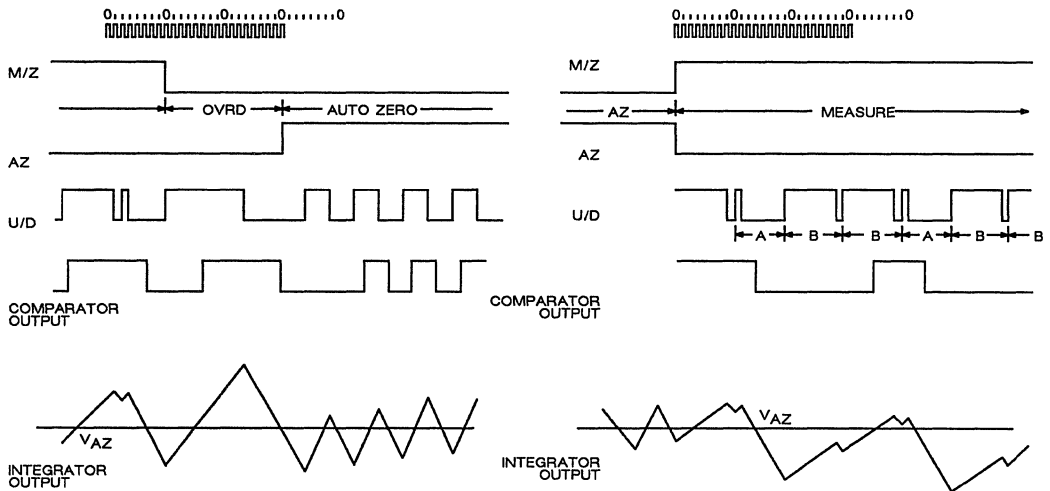 0 0 0 0 0
M/Z
OVRD AUTO ZERO
AZ
U/D
COMPARATOR
OUTPUT
VAZ
INTEGRATOR
OUTPUT
0 0 0 0 0
M/Z
AZ MEASURE
AZ
U/D
A B B A B B
COMPARATOR
OUTPUT
VAZ
INTEGRATOR
OUTPUT